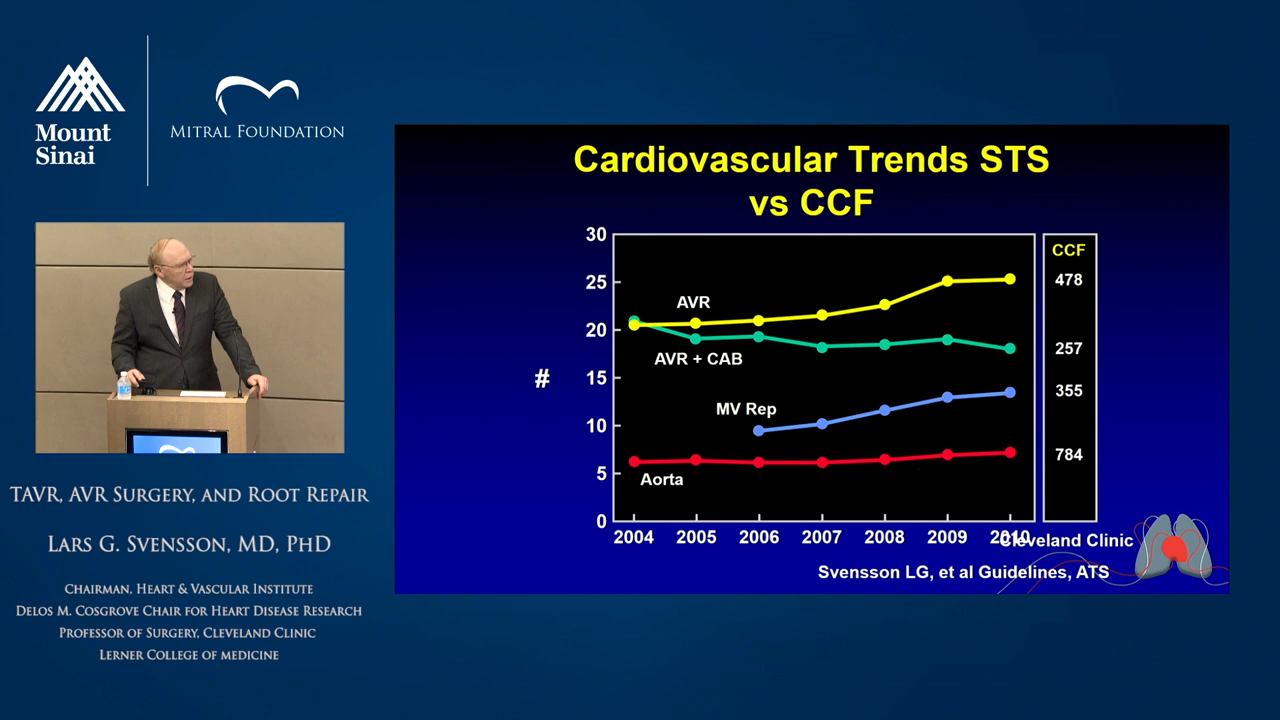 Mount
Sinai
MITRAL FOUNDATION
TAVR, AVR SURGERY, AND ROOT REPAIR
LARS G. SVENSSON, MD, PHD
CHAIRMAN, HEART & VASCULAR INSTITUTE
DELOS M. COSGROVE CHAIR FOR HEART DISEASE RESEARCH
PROFESSOR OF SURGERY, CLEVELAND CLINIC
LERNER COLLEGE OF MEDICINE
Cardiovascular Trends STS
vs CCF
30
25
20
15
10
5
0
#
AVR
AVR + CAB
MV Rep
Aorta
2004 2005 2006 2007 2008 2009 2010
CCF
478
257
355
784
Cleveland Clinic
Svensson LG, et al Guidelines, ATS